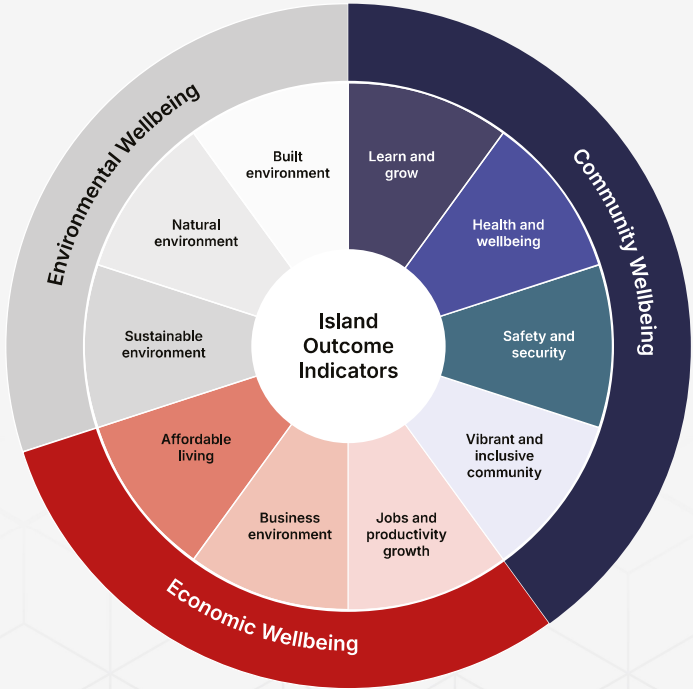 Environmental Wellbeing
Community Wellbeing
Economic Wellbeing
Island
Outcome
Indicators
Learn and
grow
Health and
wellbeing
Safety and
security
Vibrant and
inclusive
community
Jobs and
productivity
growth
Business
environment
Affordable
living
Sustainable
environment
Natural
environment
Built
environment